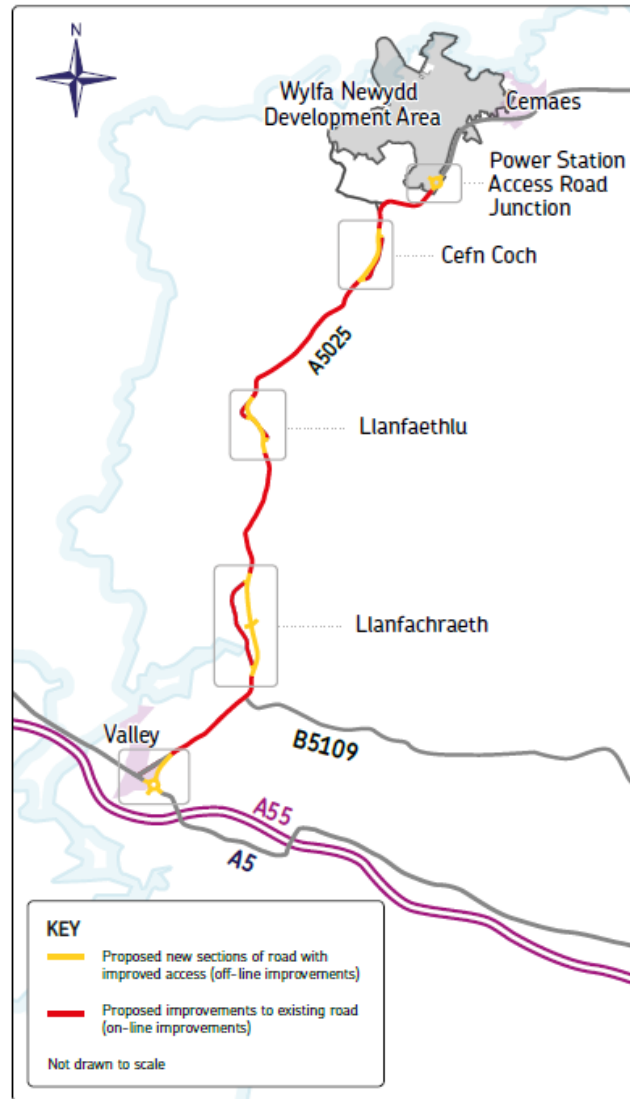 N
Wylfa Newydd
Development Area
Cemaes
Power Station
Access Road
Junction
Cefn Coch
A5025
Llanfaethlu
Llanfachraeth
Valley
B5109
A55
A5
KEY
Proposed new sections of road with
improved access (off-line improvements)
Proposed improvements to existing road
(on-line improvements)
Not drawn to scale